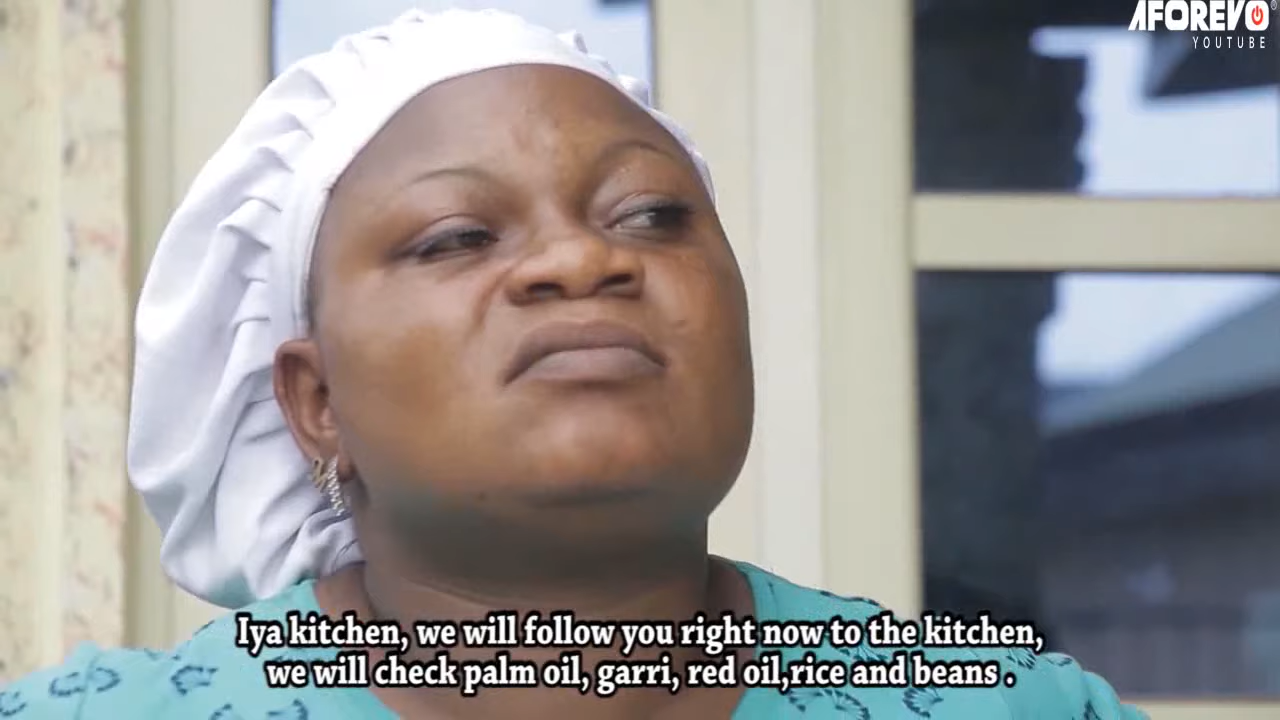 AFOREVO
YOUTUBE
Iya kitchen, we will follow you right now to the kitchen,
we will check palm oil, garri, red oil,rice and beans .